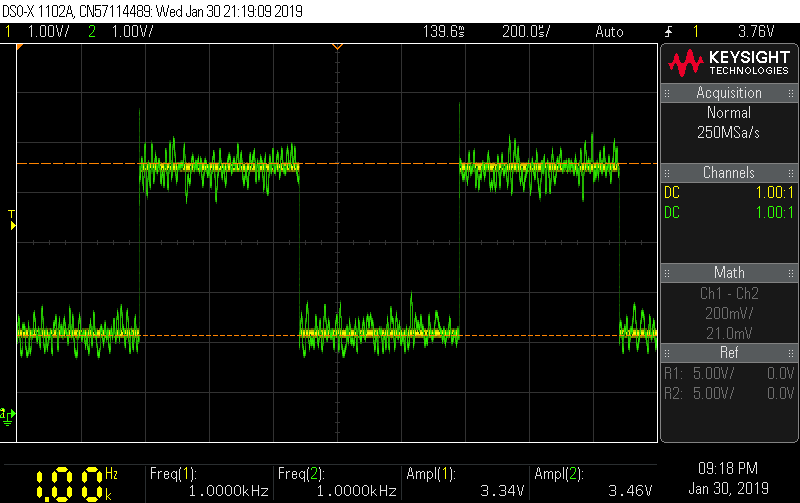 DSO-X 1102A, CN57114489: Wed Jan 30 21:19:09 2019
1 1.00V/ 2 1.00V/ 139.6ms 200.0s/ Auto 1 3.76V
KEYSIGHT
TECHNOLOGIES
Acquisition
Normal
250MSa/s
Channels
DC 1.00:1
DC 1.00:1
T
Math
Ch1 - Ch2
200mV/
21.0mV
Ref
R1: 5.00V/ 0.0V
R2: 5.00V/ 0.0V
1.00 Hz
k
Freq(1): Freq(2): Ampl(1): Ampl(2):
1.0000kHz 1.0000kHz 3.34V 3.46V
09:18 PM
Jan 30, 2019